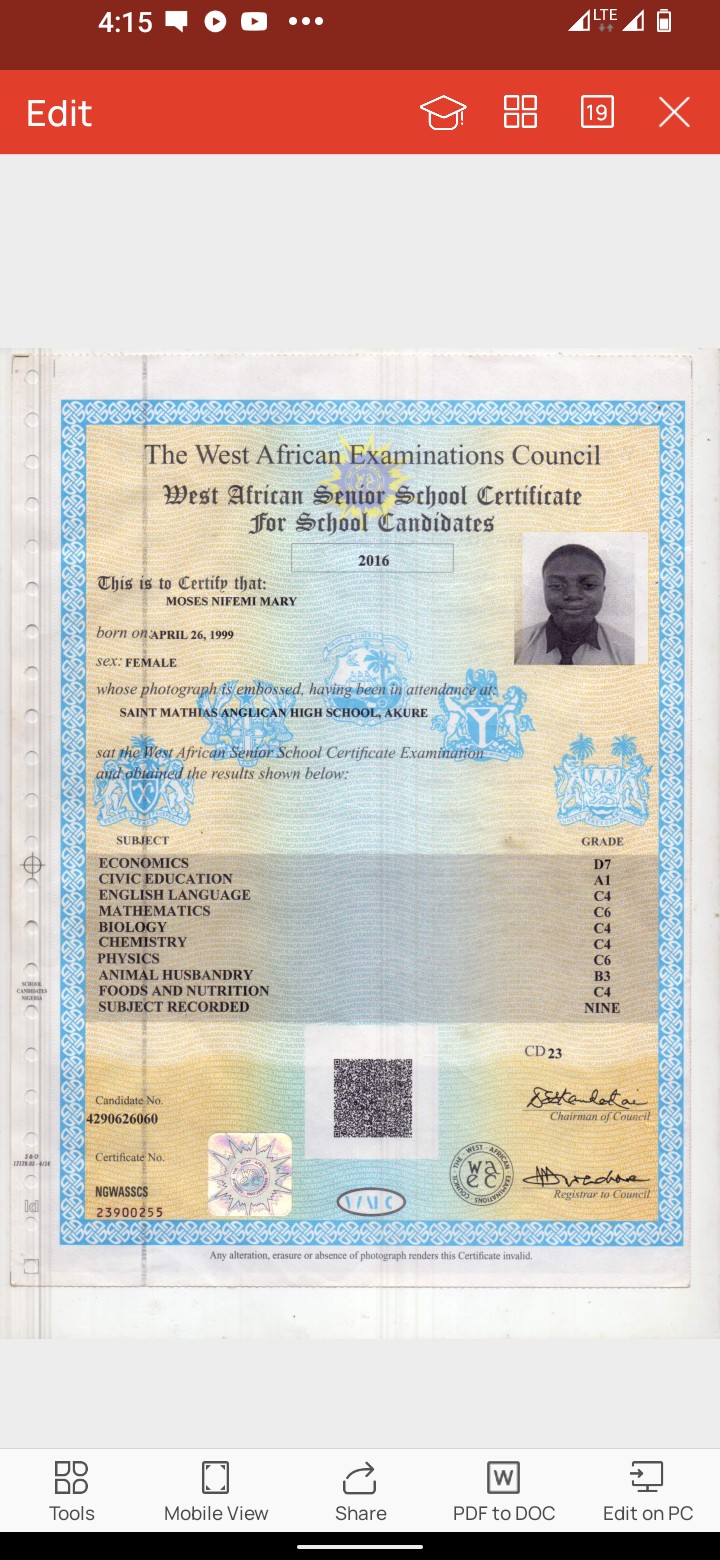 4:15
LTE
Edit
19
The West African Examinations Council
West African Senior School Certificate
For School Candidates
2016
This is to Certify that:
MOSES NIFEMI MARY
born on: APRIL 26, 1999
sex: FEMALE
whose photograph is embossed, having been in attendance at:
SAINT MATHIAS ANGLICAN HIGH SCHOOL, AKURE
sat the West African Senior School Certificate Examination
and obtained the results shown below:
SUBJECT GRADE
ECONOMICS D7
CIVIC EDUCATION A1
ENGLISH LANGUAGE C4
MATHEMATICS C6
BIOLOGY C4
CHEMISTRY C4
PHYSICS C6
ANIMAL HUSBANDRY B3
FOODS AND NUTRITION C4
SUBJECT RECORDED NINE
SCHOOL
CANDIDATES
NIGERIA
CD 23
Candidate No.
4290626060
Chairman of Council
Certificate No.
NGWASSCS
23900255
THE WEST AFRICAN EXAMINATIONS COUNCIL
waec
Registrar to Council
WAEC
Any alteration, erasure or absence of photograph renders this Certificate invalid.
Tools
Mobile View
Share
W
PDF to DOC
Edit on PC